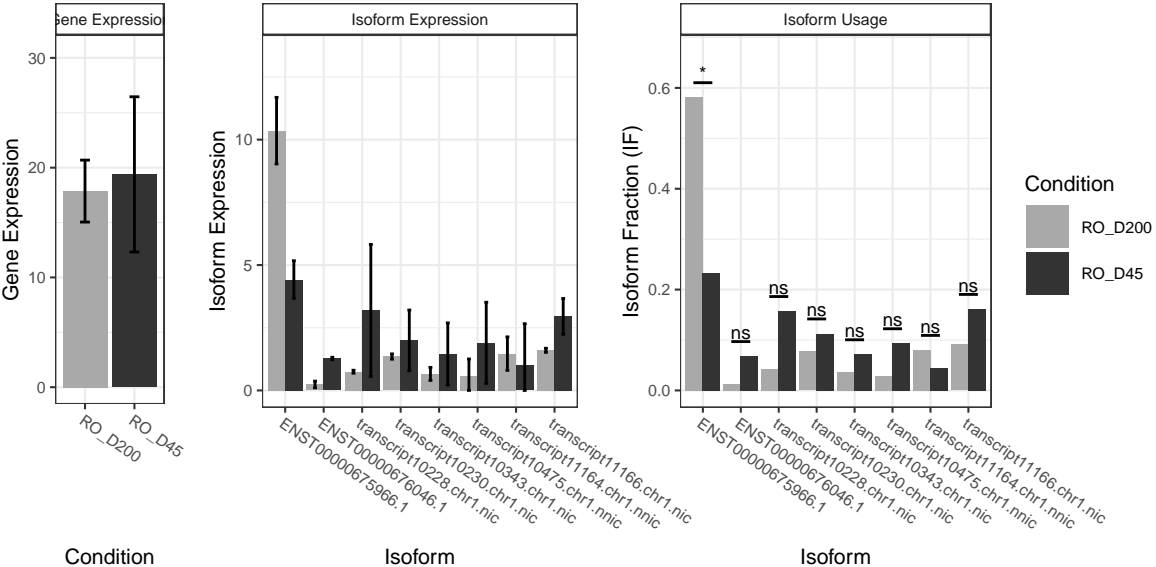 Gene Expression
Isoform Expression
Isoform Usage
Gene Expression
30
20
10
0
RO_D200
RO_D45
Condition
Isoform Expression
10
5
0
ENST00000675966.1
ENST00000676046.1
transcript10228.chr1.nic
transcript10230.chr1.nic
transcript10343.chr1.nic
transcript10475.chr1.nnic
transcript11164.chr1.nnic
transcript11166.chr1.nic
Isoform
Isoform Fraction (IF)
0.6
0.4
0.2
0.0
*
ns
ns
ns
ns
ns
ns
ns
ENST00000675966.1
ENST00000676046.1
transcript10228.chr1.nic
transcript10230.chr1.nic
transcript10343.chr1.nic
transcript10475.chr1.nnic
transcript11164.chr1.nnic
transcript11166.chr1.nic
Isoform
Condition
RO_D200
RO_D45